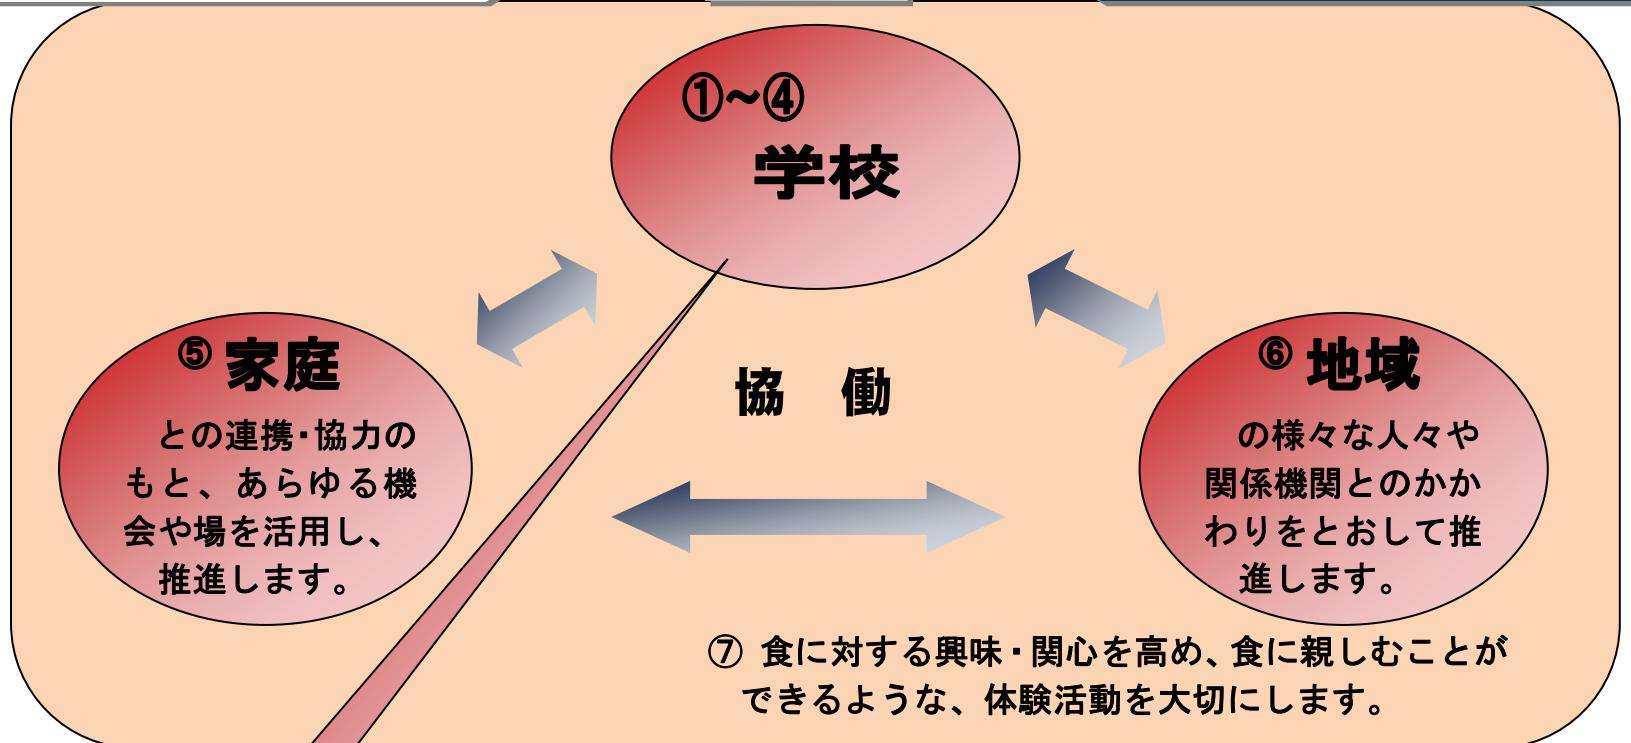 ①～④
学校
⑤ 家庭
との連携・協力の
もと、あらゆる機
会や場を活用し、
推進します。
協　働
⑥ 地域
の様々な人々や
関係機関とのかか
わりをとおして推
進します。
⑦ 食に対する興味・関心を高め、食に親しむことが
できるような、体験活動を大切にします。